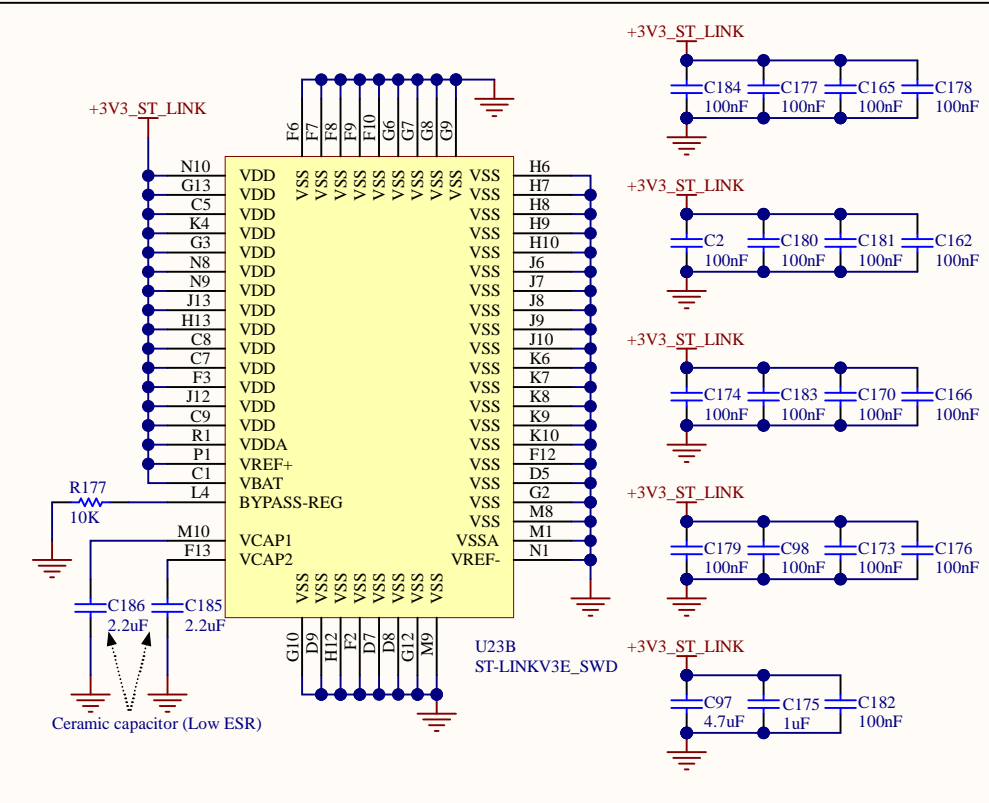 +3V3_ST_LINK
F6
F7
F8
F9
F10
G6
G7
G8
G9
VSS
VSS
VSS
VSS
VSS
VSS
VSS
VSS
VSS
N10 VDD
G13 VDD
C5 VDD
K4 VDD
G3 VDD
N8 VDD
N9 VDD
J13 VDD
H13 VDD
C8 VDD
C7 VDD
F3 VDD
J12 VDD
C9 VDD
R1 VDDA
P1 VREF+
C1 VBAT
L4 BYPASS-REG
R177
10K
M10 VCAP1
F13 VCAP2
C186
2.2uF
C185
2.2uF
Ceramic capacitor (Low ESR)
VSS H6
VSS H7
VSS H8
VSS H9
VSS H10
VSS J6
VSS J7
VSS J8
VSS J9
VSS J10
VSS K6
VSS K7
VSS K8
VSS K9
VSS K10
VSS F12
VSS D5
VSS G2
VSS M8
VSSA M1
VREF- N1
VSS
VSS
VSS
VSS
VSS
VSS
VSS
VSS
G10
D9
H12
F2
D7
D8
G12
M9
U23B
ST-LINKV3E_SWD
+3V3_ST_LINK
C184 C177 C165 C178
100nF 100nF 100nF 100nF
+3V3_ST_LINK
C2 C180 C181 C162
100nF 100nF 100nF 100nF
+3V3_ST_LINK
C174 C183 C170 C166
100nF 100nF 100nF 100nF
+3V3_ST_LINK
C179 C98 C173 C176
100nF 100nF 100nF 100nF
+3V3_ST_LINK
C97 C175 C182
4.7uF 1uF 100nF